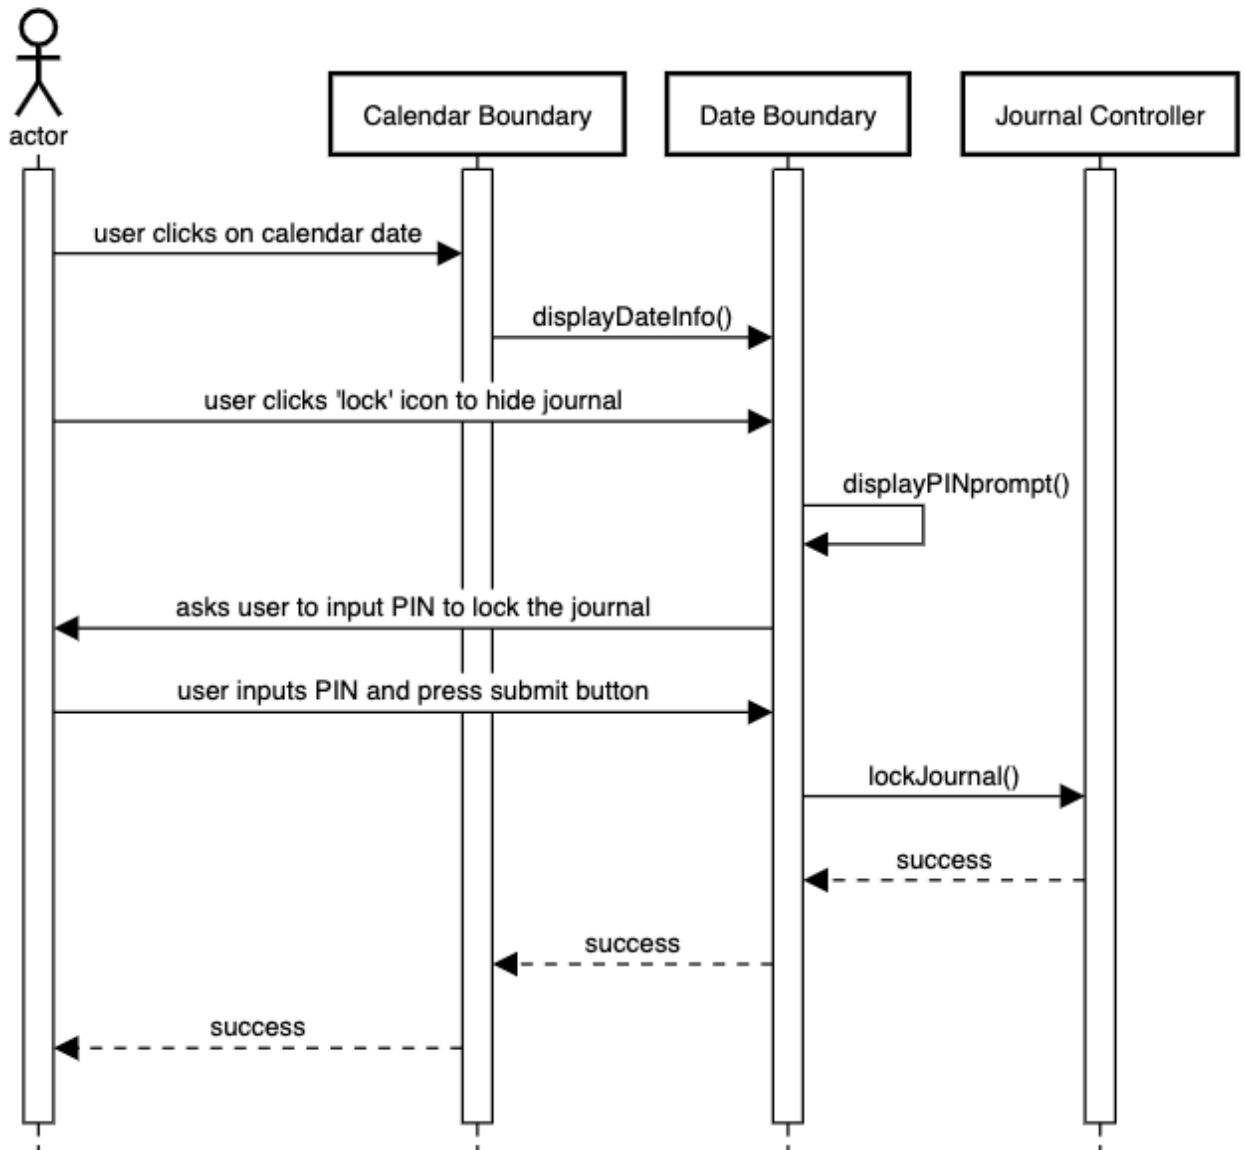 actor
Calendar Boundary
Date Boundary
Journal Controller
user clicks on calendar date
displayDateInfo()
user clicks 'lock' icon to hide journal
displayPINprompt()
asks user to input PIN to lock the journal
user inputs PIN and press submit button
lockJournal()
success
success
success